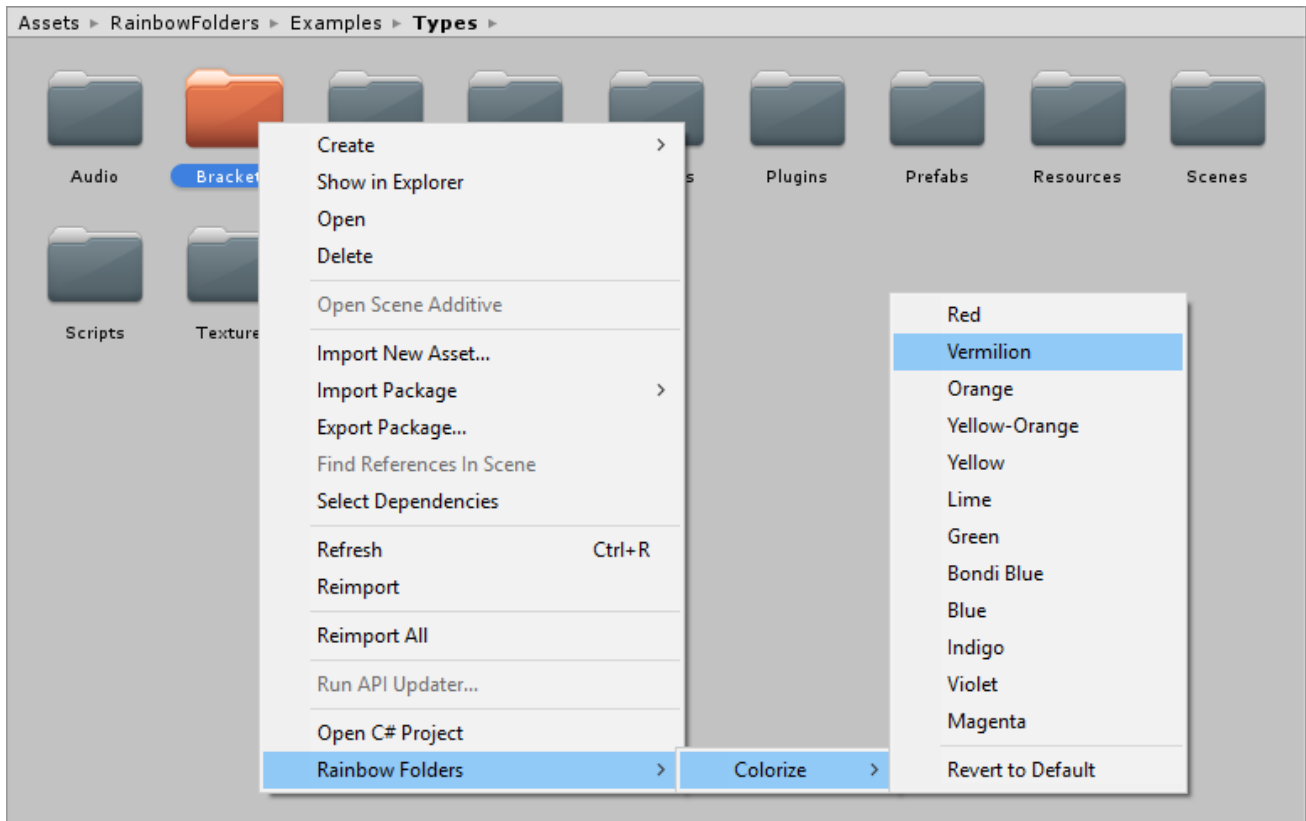 Assets ▸ RainbowFolders ▸ Examples ▸ Types ▸
Audio
Bracket
s
Plugins
Prefabs
Resources
Scenes
Scripts
Texture
Create
Show in Explorer
Open
Delete
Open Scene Additive
Import New Asset...
Import Package
Export Package...
Find References In Scene
Select Dependencies
Refresh Ctrl+R
Reimport
Reimport All
Run API Updater...
Open C# Project
Rainbow Folders
Colorize
Red
Vermilion
Orange
Yellow-Orange
Yellow
Lime
Green
Bondi Blue
Blue
Indigo
Violet
Magenta
Revert to Default